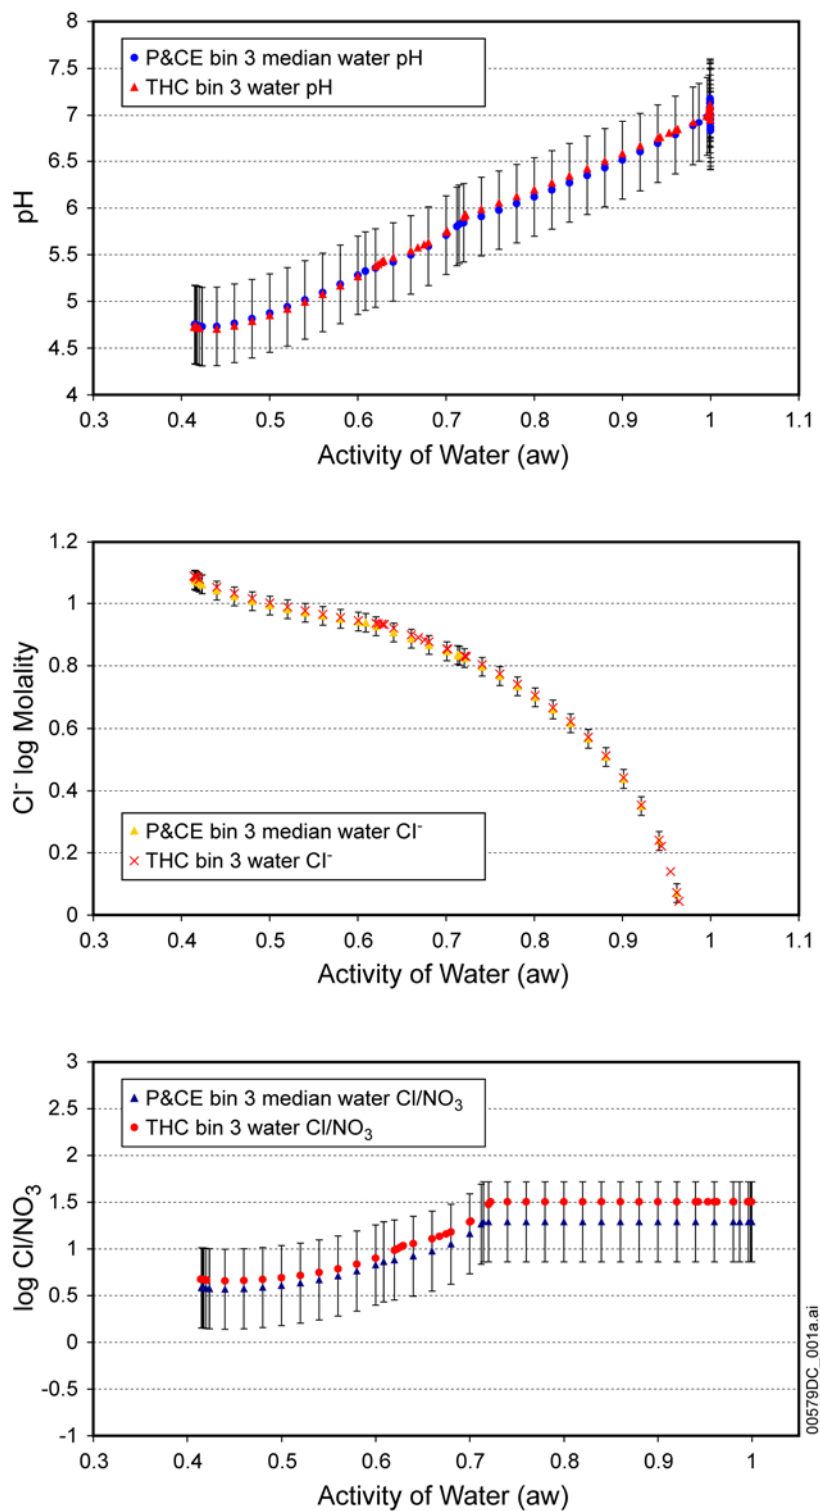 8
7.5
7
6.5
6
5.5
5
4.5
4
pH
P&CE bin 3 median water pH
THC bin 3 water pH
0.3 0.4 0.5 0.6 0.7 0.8 0.9 1 1.1
Activity of Water (aw)
1.2
1
0.8
0.6
0.4
0.2
0
Cl⁻ log Molality
P&CE bin 3 median water Cl⁻
THC bin 3 water Cl⁻
0.3 0.4 0.5 0.6 0.7 0.8 0.9 1 1.1
Activity of Water (aw)
3
2.5
2
1.5
1
0.5
0
-0.5
-1
log Cl/NO₃
P&CE bin 3 median water Cl/NO₃
THC bin 3 water Cl/NO₃
0.3 0.4 0.5 0.6 0.7 0.8 0.9 1
Activity of Water (aw)
00579DC_001a.ai